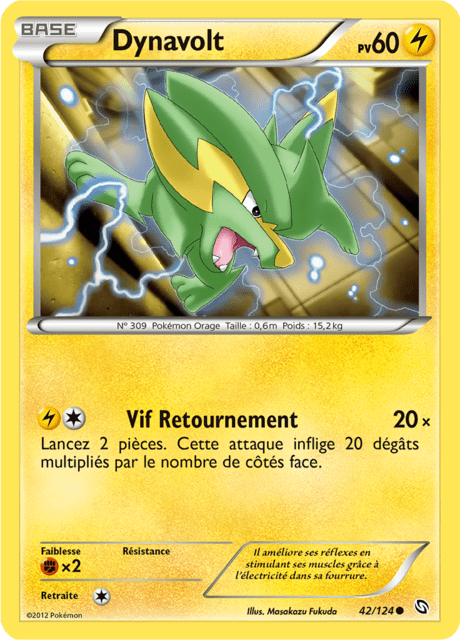 BASE
Dynavolt
PV60
N° 309 Pokémon Orage Taille : 0,6m Poids : 15,2kg
Vif Retournement 20×
Lancez 2 pièces. Cette attaque inflige 20 dégâts
multipliés par le nombre de côtés face.
Faiblesse Résistance
×2
Retraite
Il améliore ses réflexes en
stimulant ses muscles grâce à
l'électricité dans sa fourrure.
©2012 Pokémon
Illus. Masakazu Fukuda
42/124